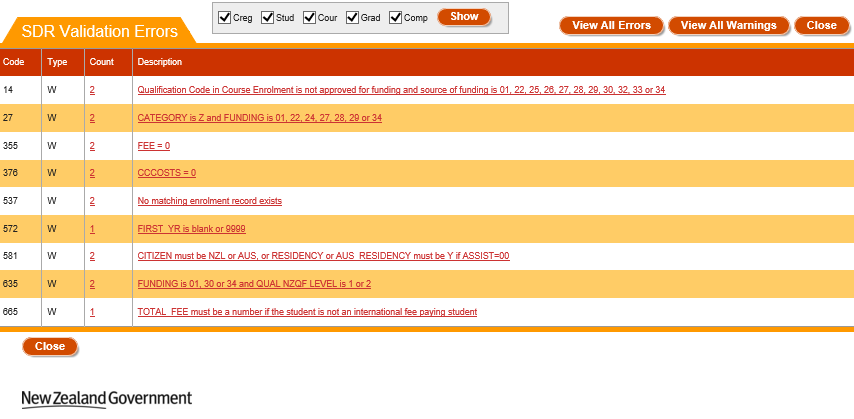 Creg Stud Cour Grad Comp Show
SDR Validation Errors View All Errors View All Warnings Close
Code Type Count Description
14 W 2 Qualification Code in Course Enrolment is not approved for funding and source of funding is 01, 22, 25, 26, 27, 28, 29, 30, 32, 33 or 34
27 W 2 CATEGORY is Z and FUNDING is 01, 22, 24, 27, 28, 29 or 34
355 W 2 FEE = 0
376 W 2 CCCOSTS = 0
537 W 2 No matching enrolment record exists
572 W 1 FIRST_YR is blank or 9999
581 W 2 CITIZEN must be NZL or AUS, or RESIDENCY or AUS_RESIDENCY must be Y if ASSIST=00
635 W 2 FUNDING is 01, 30 or 34 and QUAL NZQF LEVEL is 1 or 2
665 W 1 TOTAL_FEE must be a number if the student is not an international fee paying student
Close
New Zealand Government